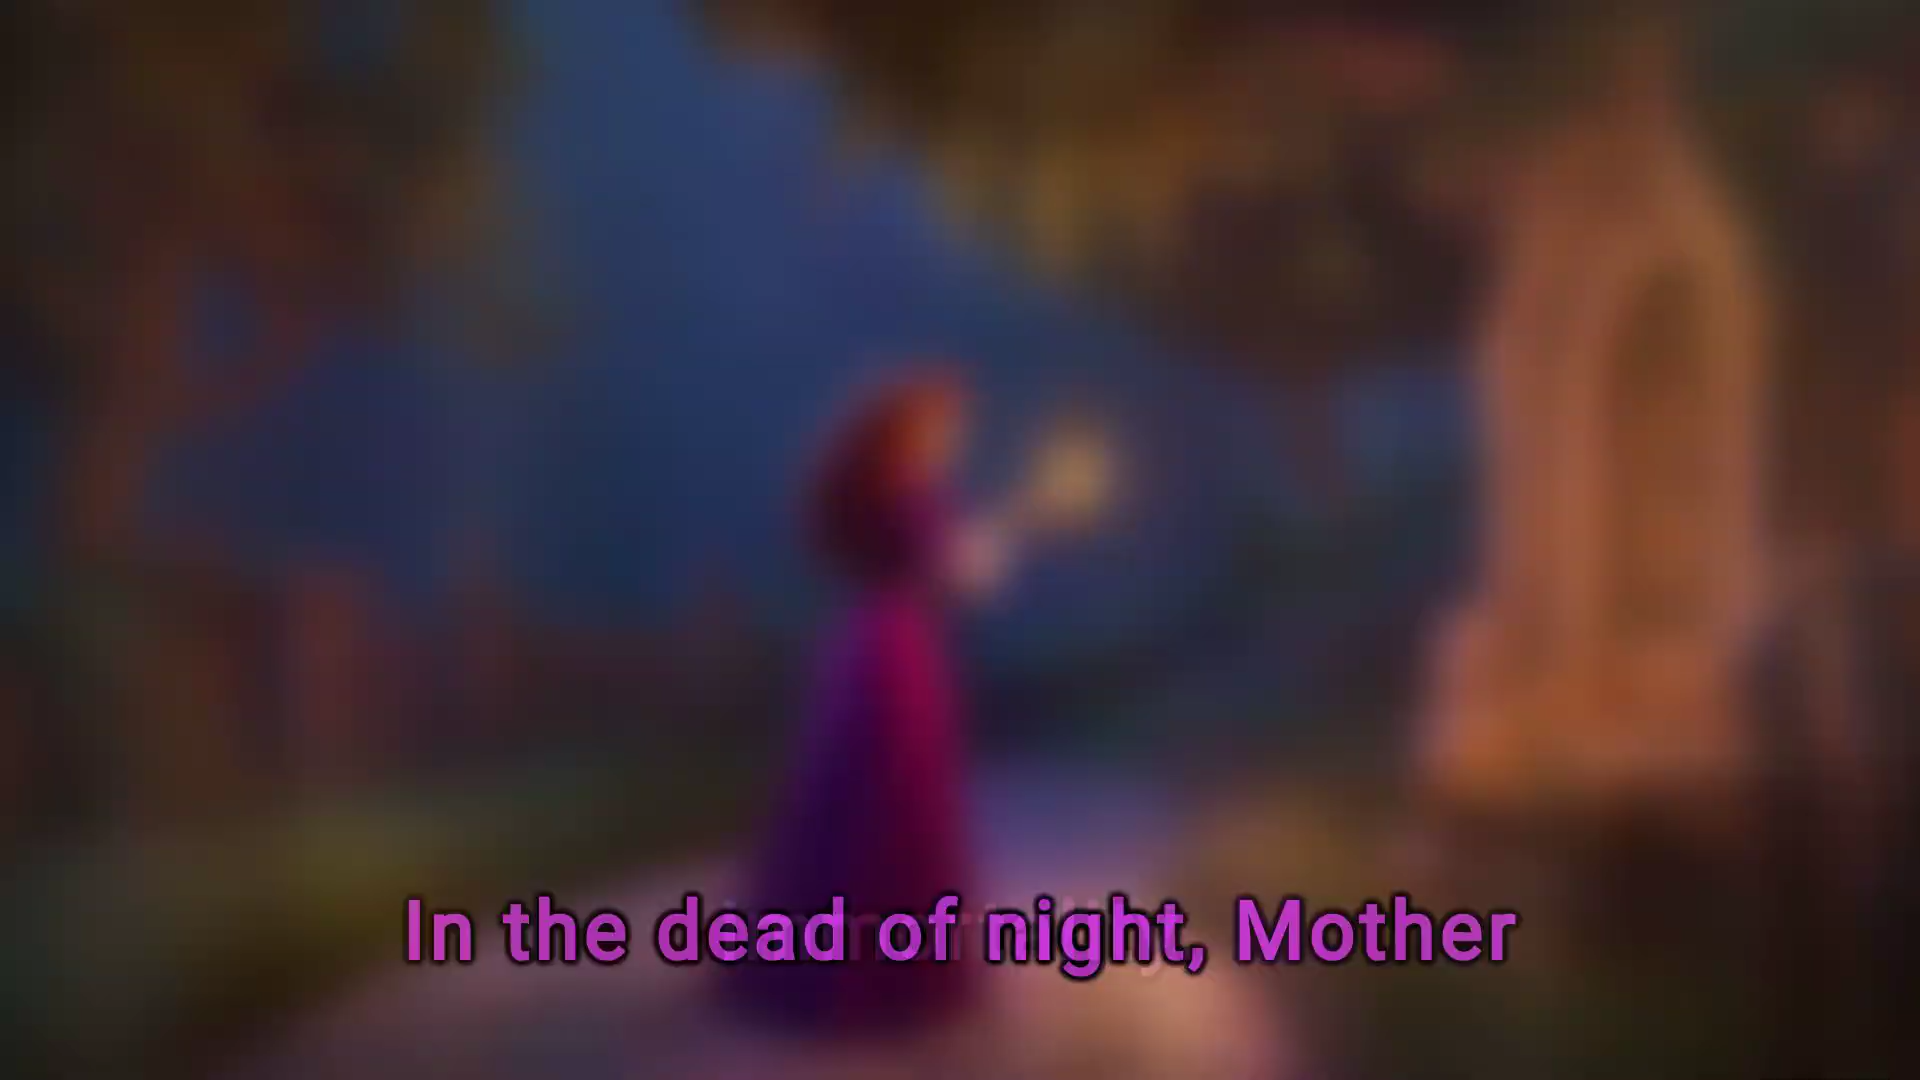 In the dead of night, Mother